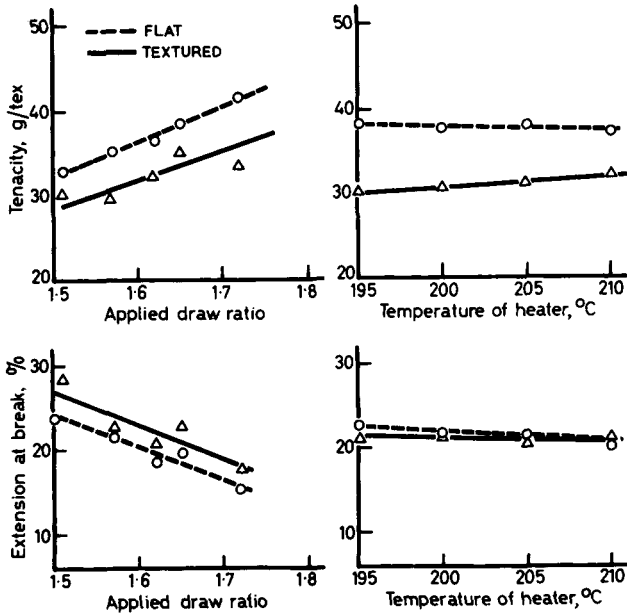 FLAT
TEXTURED
Tenacity, g/tex
50
40
30
20
1·5 1·6 1·7 1·8
Applied draw ratio
50
40
30
20
195 200 205 210
Temperature of heater, °C
Extension at break, %
30
20
10
1·5 1·6 1·7 1·8
Applied draw ratio
30
20
10
195 200 205 210
Temperature of heater, °C